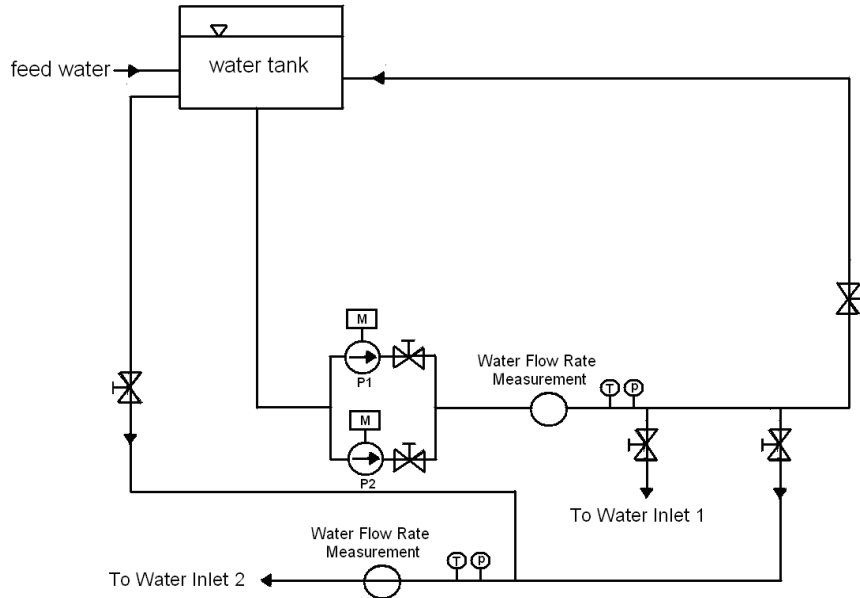 feed water
water tank
M
P1
M
P2
Water Flow Rate
Measurement
T
p
To Water Inlet 1
Water Flow Rate
Measurement
T
p
To Water Inlet 2